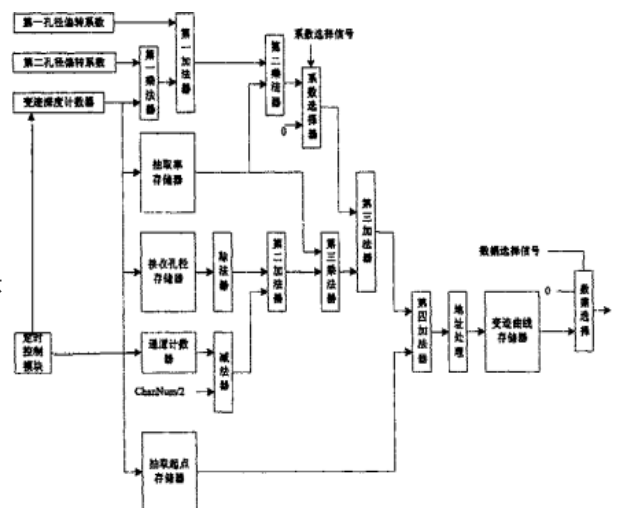 第一孔径偏转系数
第二孔径偏转系数
变迹深度计数器
第一乘法器
第一加法器
第二乘法器
系数选择信号
系数选择器
0
抽取率
存储器
接收孔径
存储器
除法器
第二加法器
第三乘法器
第三加法器
定时
控制
模块
通道计数
器
减法器
ChanNum/2
抽取起点
存储器
第四加法器
地址处理
变迹曲线
存储器
数据选择信号
0
数据选择